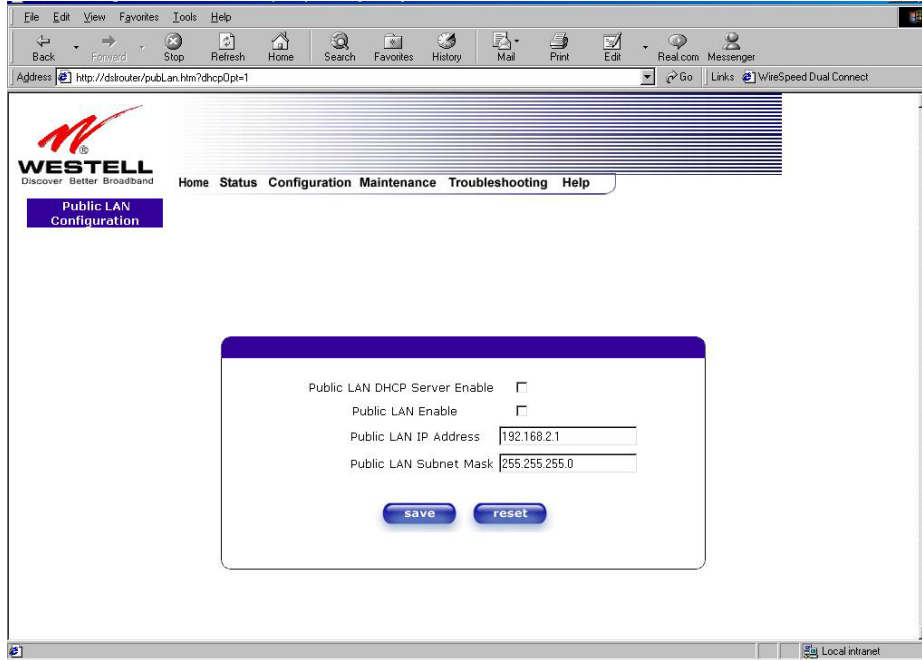 File Edit View Favorites Tools Help
Back Forward Stop Refresh Home Search Favorites History Mail Print Edit Real.com Messenger
Address http://dslrouter/pubLan.htm?dhcpOpt=1 Go Links WireSpeed Dual Connect
®
WESTELL
Discover Better Broadband
Home Status Configuration Maintenance Troubleshooting Help
Public LAN
Configuration
Public LAN DHCP Server Enable
Public LAN Enable
Public LAN IP Address 192.168.2.1
Public LAN Subnet Mask 255.255.255.0
save reset
Local intranet